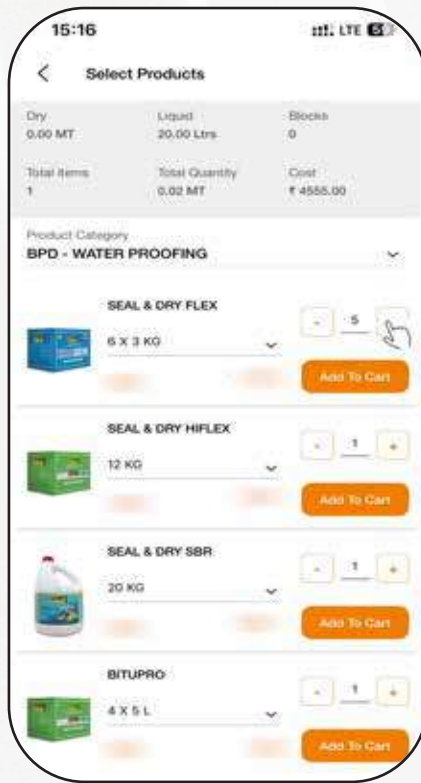 15:16 LTE
Select Products
Dry Liquid Blocks
0.00 MT 20.00 Ltrs 0
Total Items Total Quantity Cost
1 0.02 MT ₹ 4555.00
Product Category
BPD - WATER PROOFING
SEAL & DRY FLEX
- 5
6 X 3 KG
Add To Cart
SEAL & DRY HIFLEX
- 1 +
12 KG
Add To Cart
SEAL & DRY SBR
- 1 +
20 KG
Add To Cart
BITUPRO
- 1 +
4 X 5 L
Add To Cart